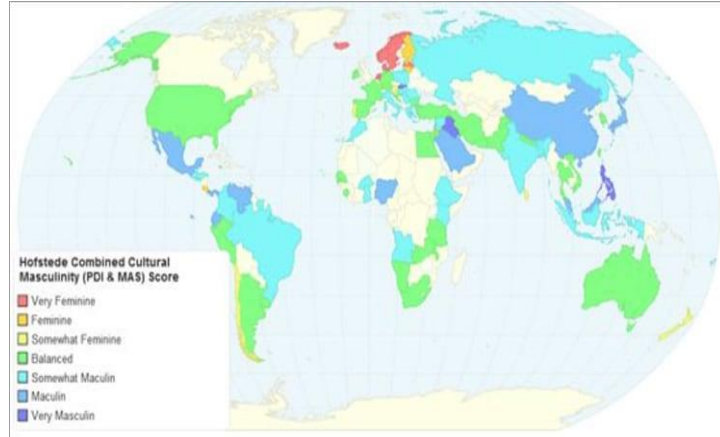 Hofstede Combined Cultural
Masculinity (PDI & MAS) Score
Very Feminine
Feminine
Somewhat Feminine
Balanced
Somewhat Maculin
Maculin
Very Masculin